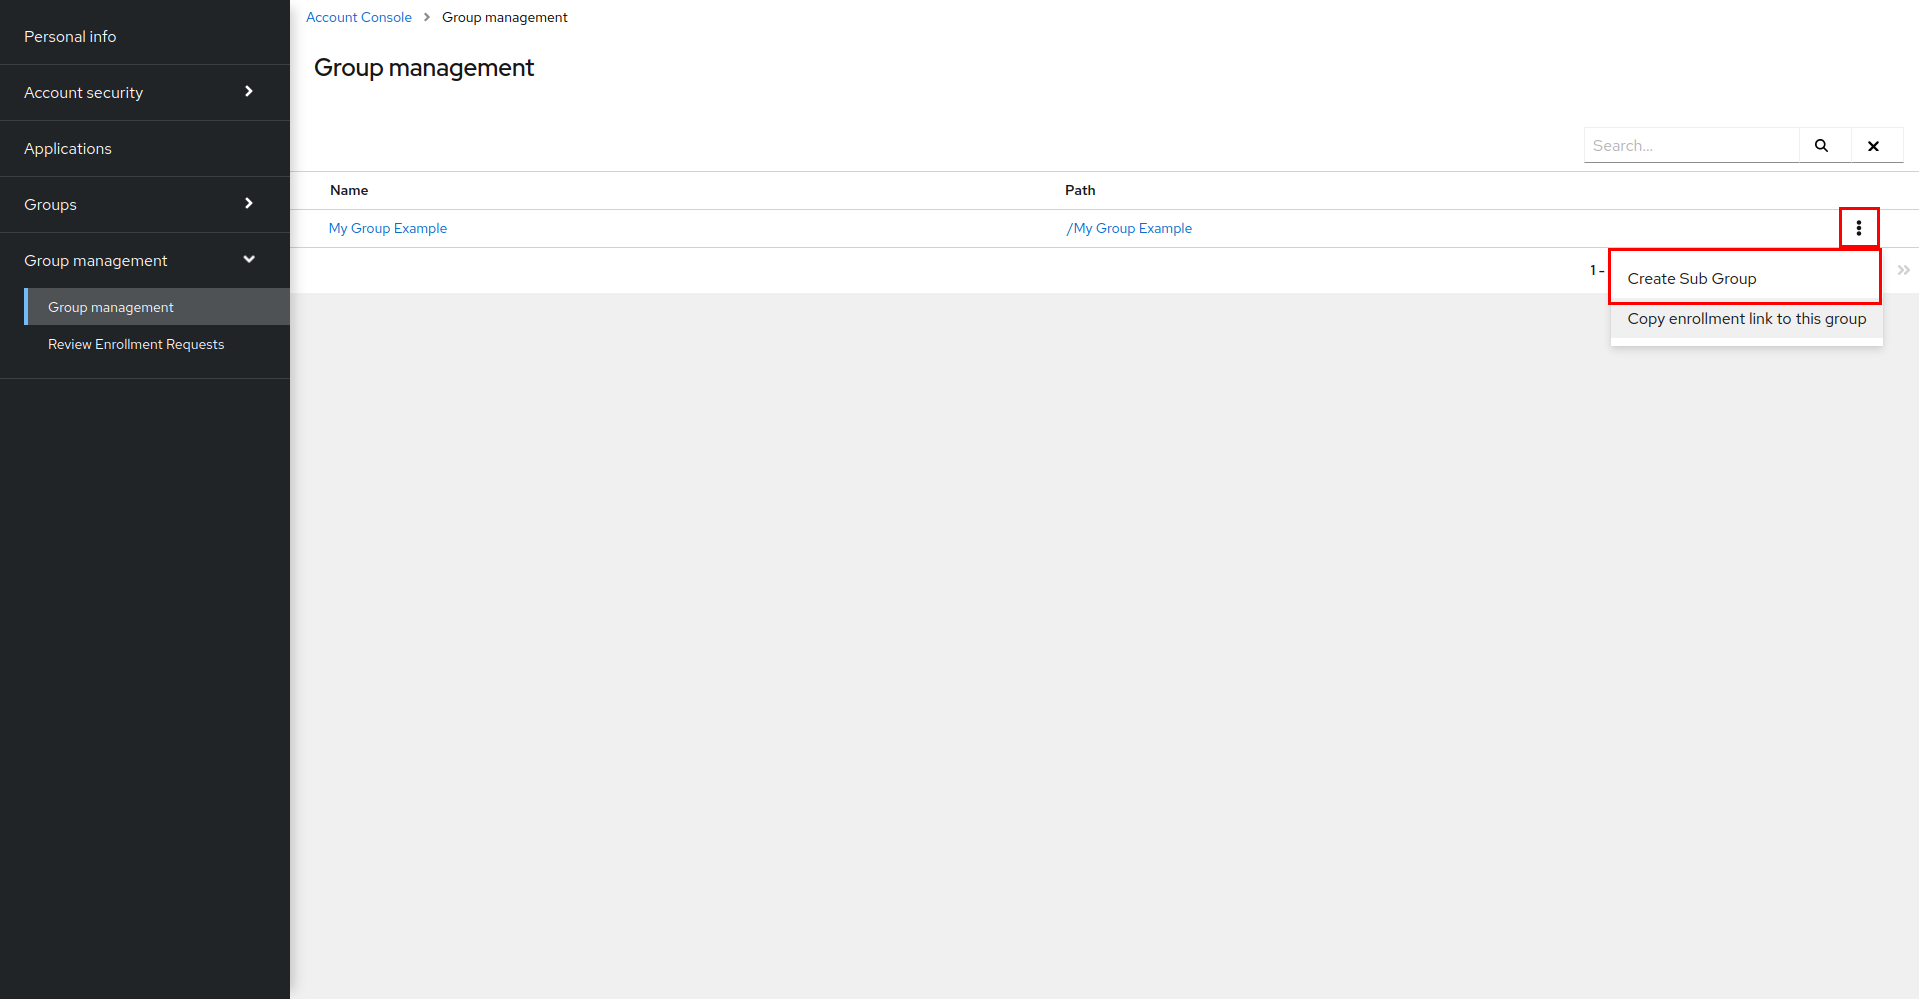 Personal info
Account security
Applications
Groups
Group management
Group management
Review Enrollment Requests
Account Console > Group management
Group management
Search...
Name Path
My Group Example /My Group Example
1 -
Create Sub Group
Copy enrollment link to this group